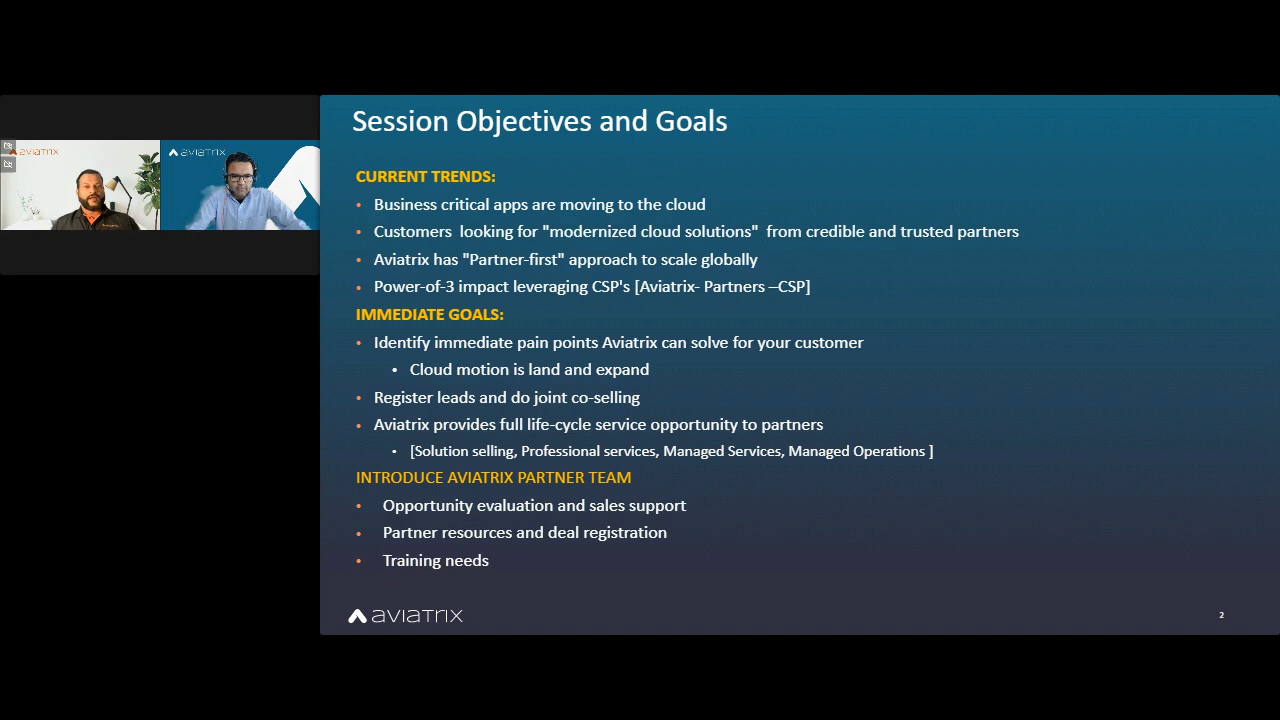 AVIATRIX
AVIATRIX
Session Objectives and Goals
CURRENT TRENDS:
• Business critical apps are moving to the cloud
• Customers  looking for "modernized cloud solutions"  from credible and trusted partners
• Aviatrix has "Partner-first" approach to scale globally
• Power-of-3 impact leveraging CSP's [Aviatrix- Partners –CSP]
IMMEDIATE GOALS:
• Identify immediate pain points Aviatrix can solve for your customer
• Cloud motion is land and expand
• Register leads and do joint co-selling
• Aviatrix provides full life-cycle service opportunity to partners
• [Solution selling, Professional services, Managed Services, Managed Operations ]
INTRODUCE AVIATRIX PARTNER TEAM
• Opportunity evaluation and sales support
• Partner resources and deal registration
• Training needs
AVIATRIX
2